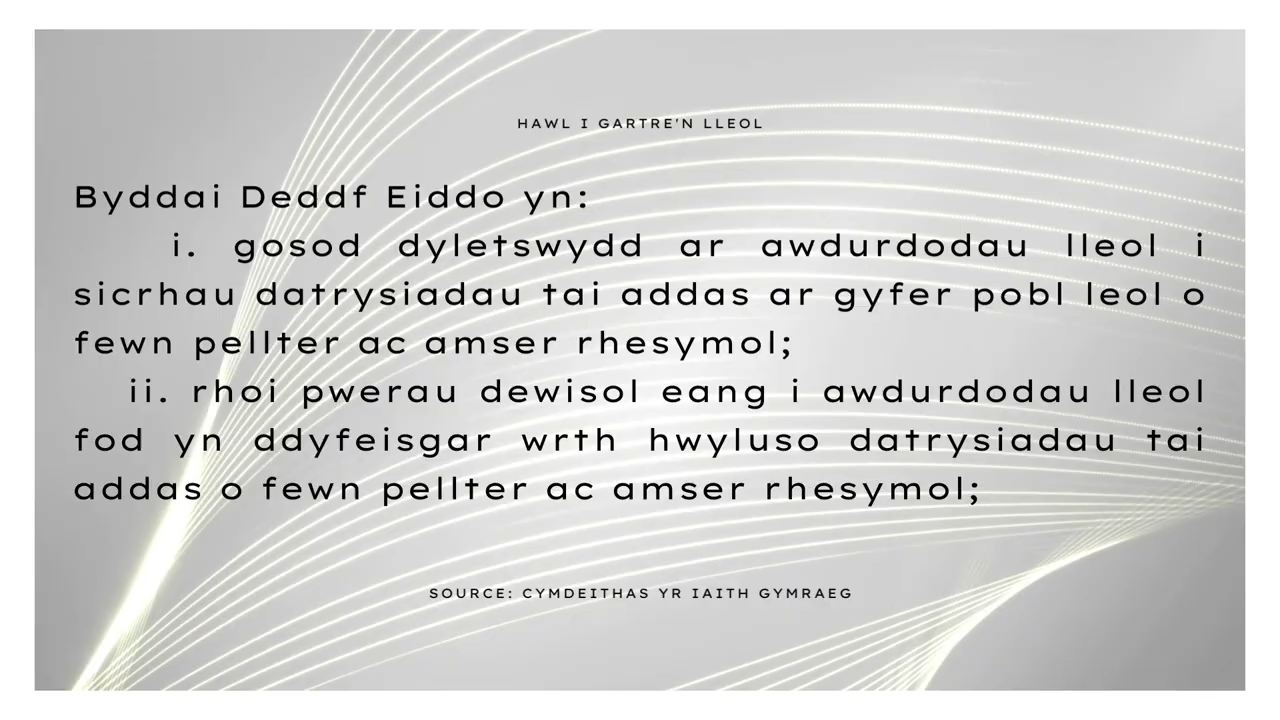 HAWL I GARTRE'N LLEOL
Byddai Deddf Eiddo yn:
i. gosod dyletswydd ar awdurdodau lleol i
sicrhau datrysiadau tai addas ar gyfer pobl leol o
fewn pellter ac amser rhesymol;
ii. rhoi pwerau dewisol eang i awdurdodau lleol
fod yn ddyfeisgar wrth hwyluso datrysiadau tai
addas o fewn pellter ac amser rhesymol;
SOURCE: CYMDEITHAS YR IAITH GYMRAEG